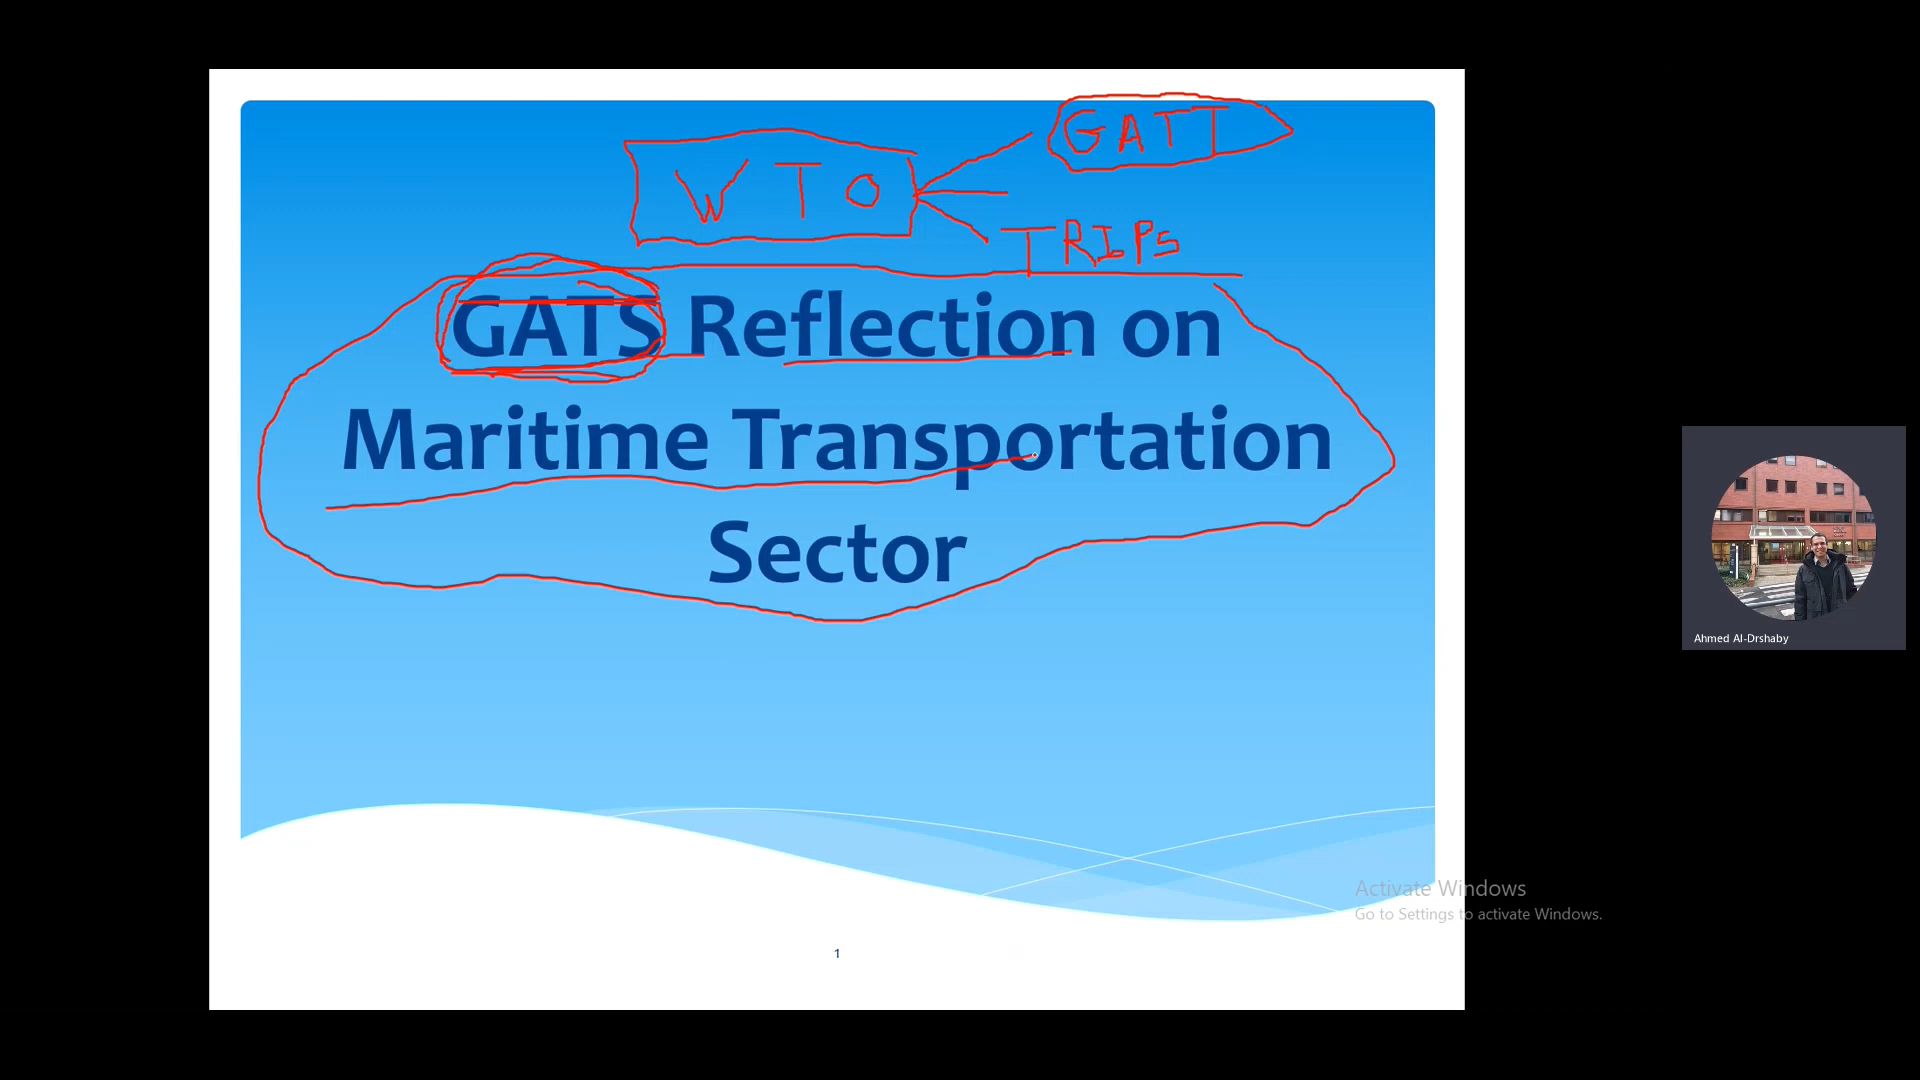 GATT
WTO
TRIPS
GATS Reflection on
Maritime Transportation
Sector
Ahmed Al-Drshaby
Activate Windows
Go to Settings to activate Windows.
1